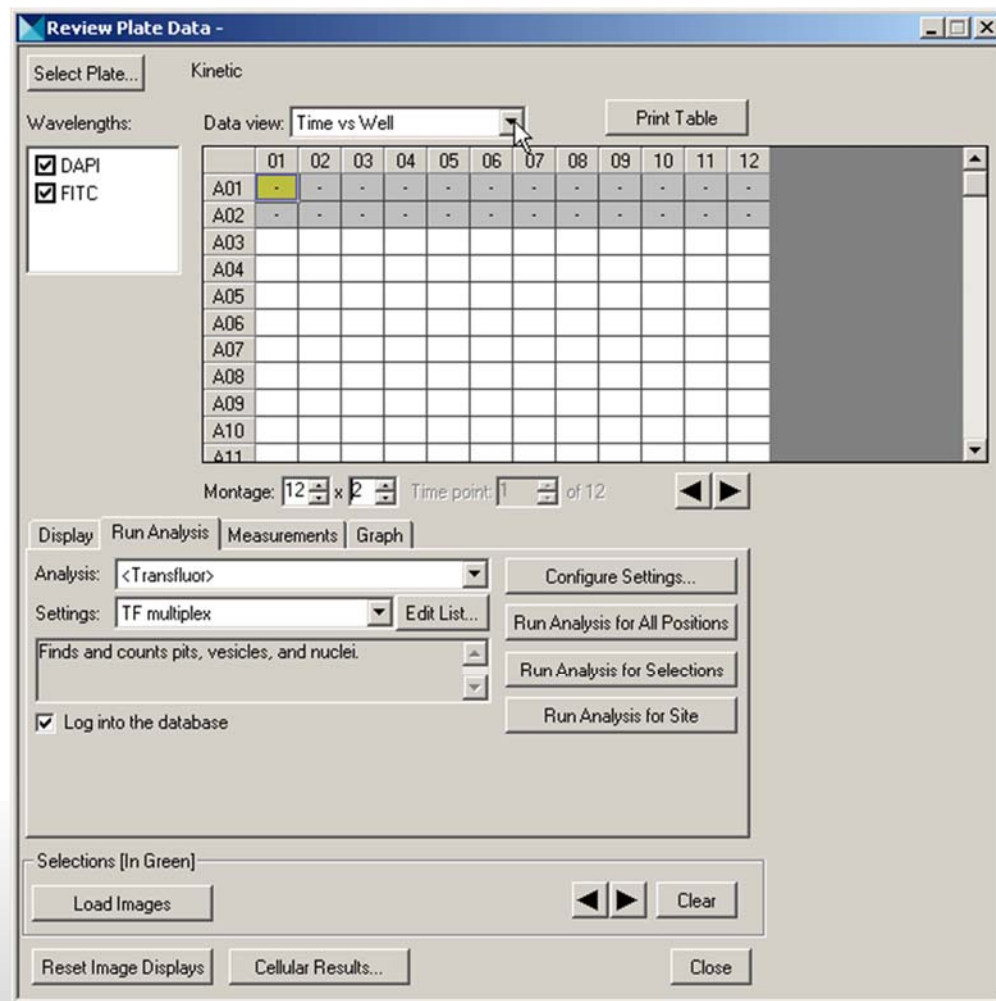 Review Plate Data -
Select Plate... Kinetic
Wavelengths: Data view: Time vs Well Print Table
DAPI
FITC
01 02 03 04 05 06 07 08 09 10 11 12
A01 - - - - - - - - - - - -
A02 - - - - - - - - - - - -
A03
A04
A05
A06
A07
A08
A09
A10
A11
Montage: 12 x 2 Time point: 1 of 12
Display Run Analysis Measurements Graph
Analysis: <Transfluor> Configure Settings...
Settings: TF multiplex Edit List... Run Analysis for All Positions
Finds and counts pits, vesicles, and nuclei.
Run Analysis for Selections
Log into the database Run Analysis for Site
Selections [In Green]
Load Images Clear
Reset Image Displays Cellular Results... Close